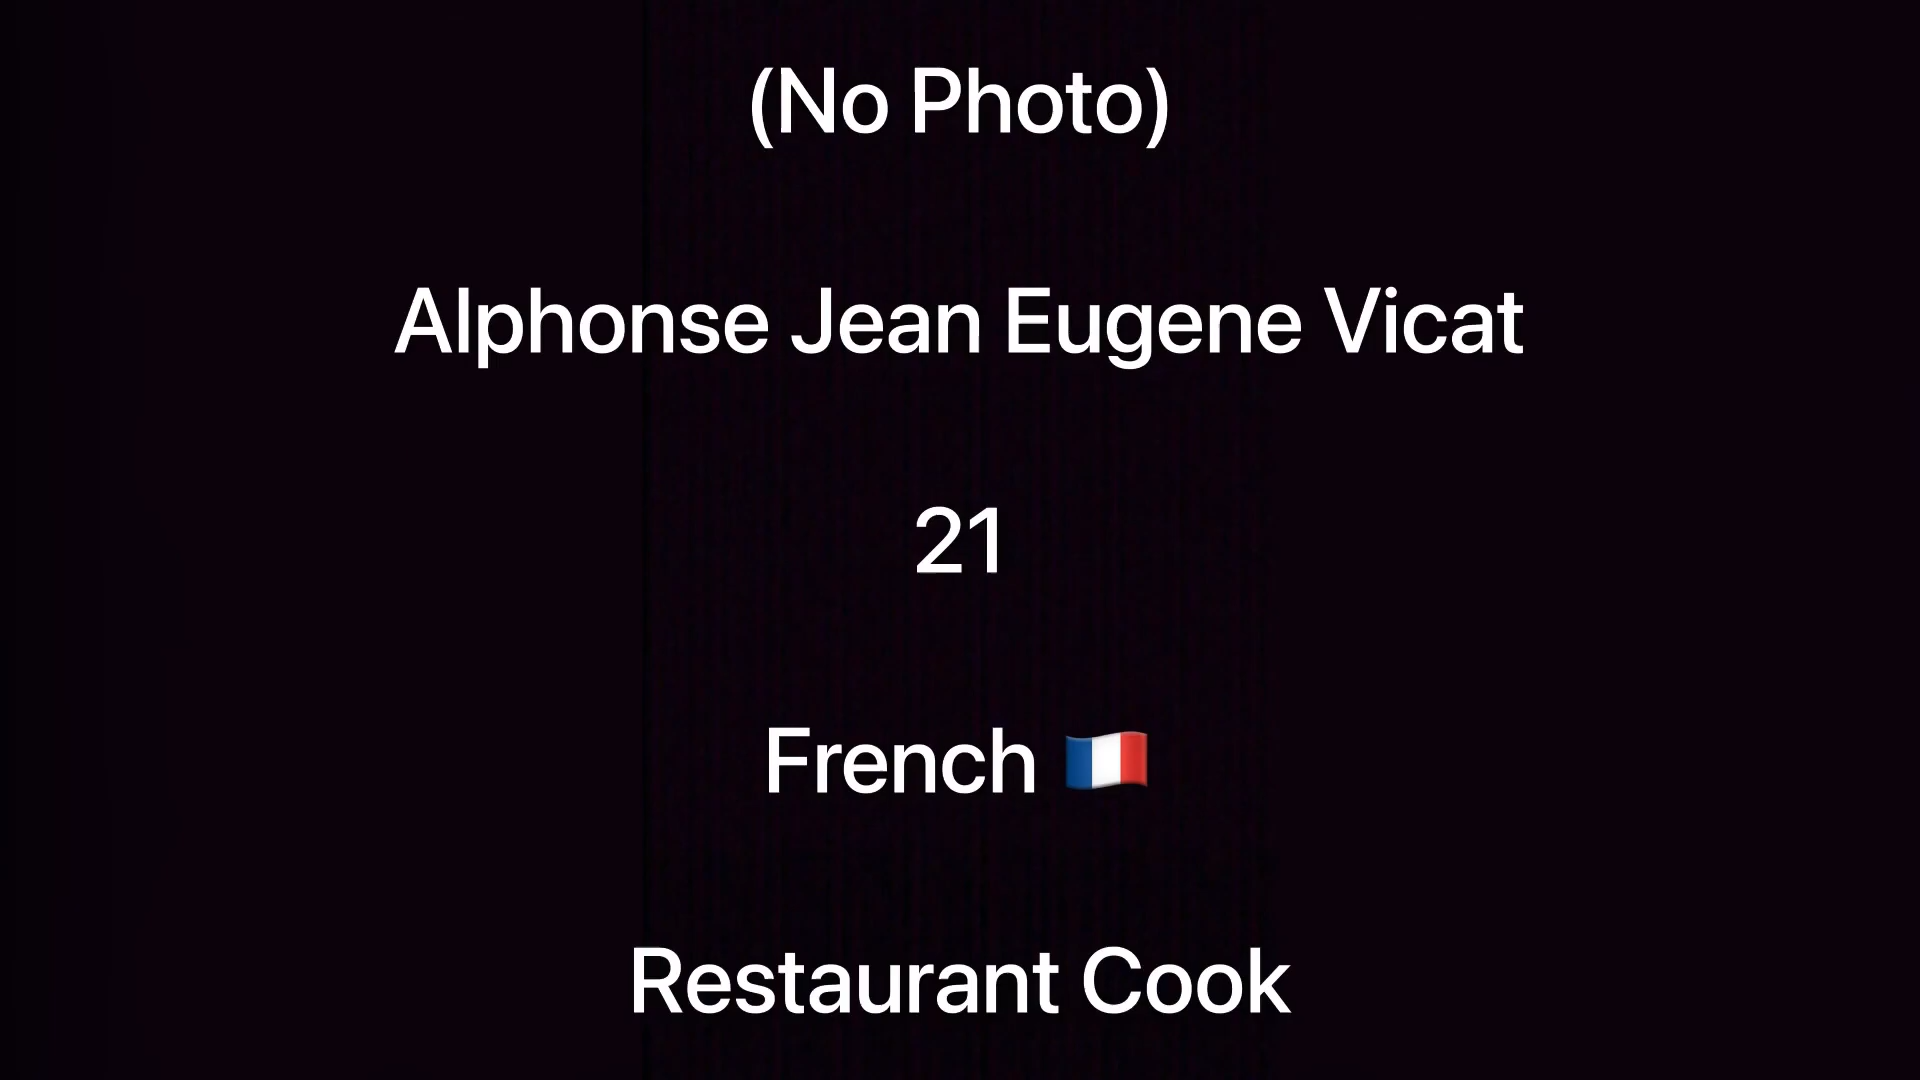 (No Photo)
Alphonse Jean Eugene Vicat
21
French 🇫🇷
Restaurant Cook